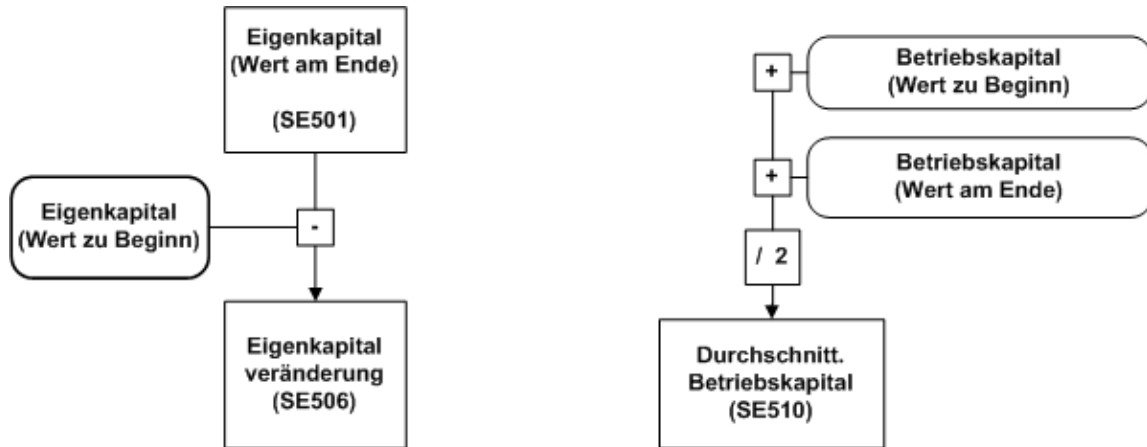 Eigenkapital
(Wert am Ende)
(SE501)
Eigenkapital
(Wert zu Beginn)
-
Eigenkapital
veränderung
(SE506)
+
Betriebskapital
(Wert zu Beginn)
+
Betriebskapital
(Wert am Ende)
/ 2
Durchschnitt.
Betriebskapital
(SE510)